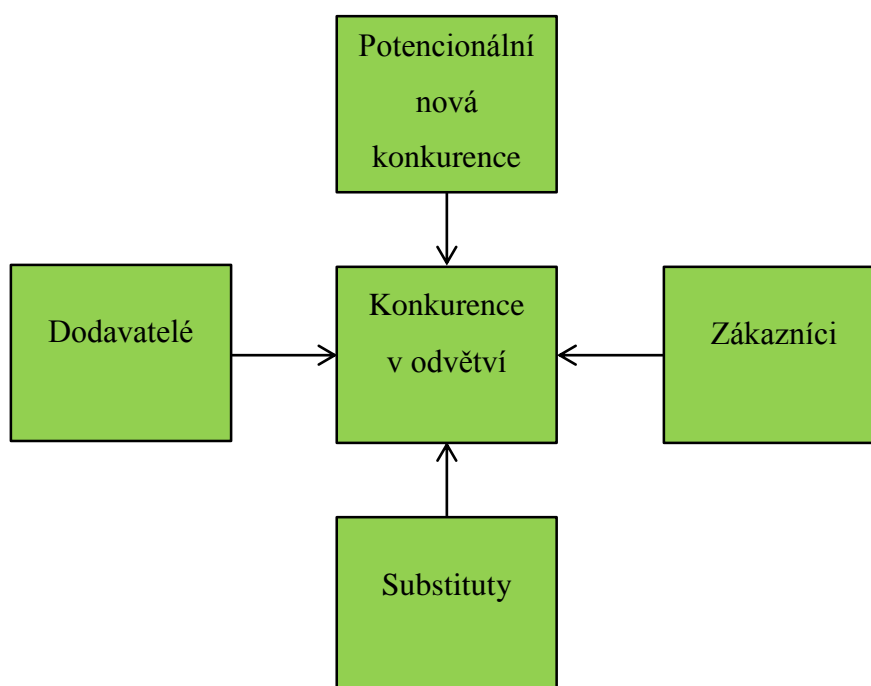 Potencionální
nová
konkurence
Dodavatelé
Konkurence
v odvětví
Zákazníci
Substituty